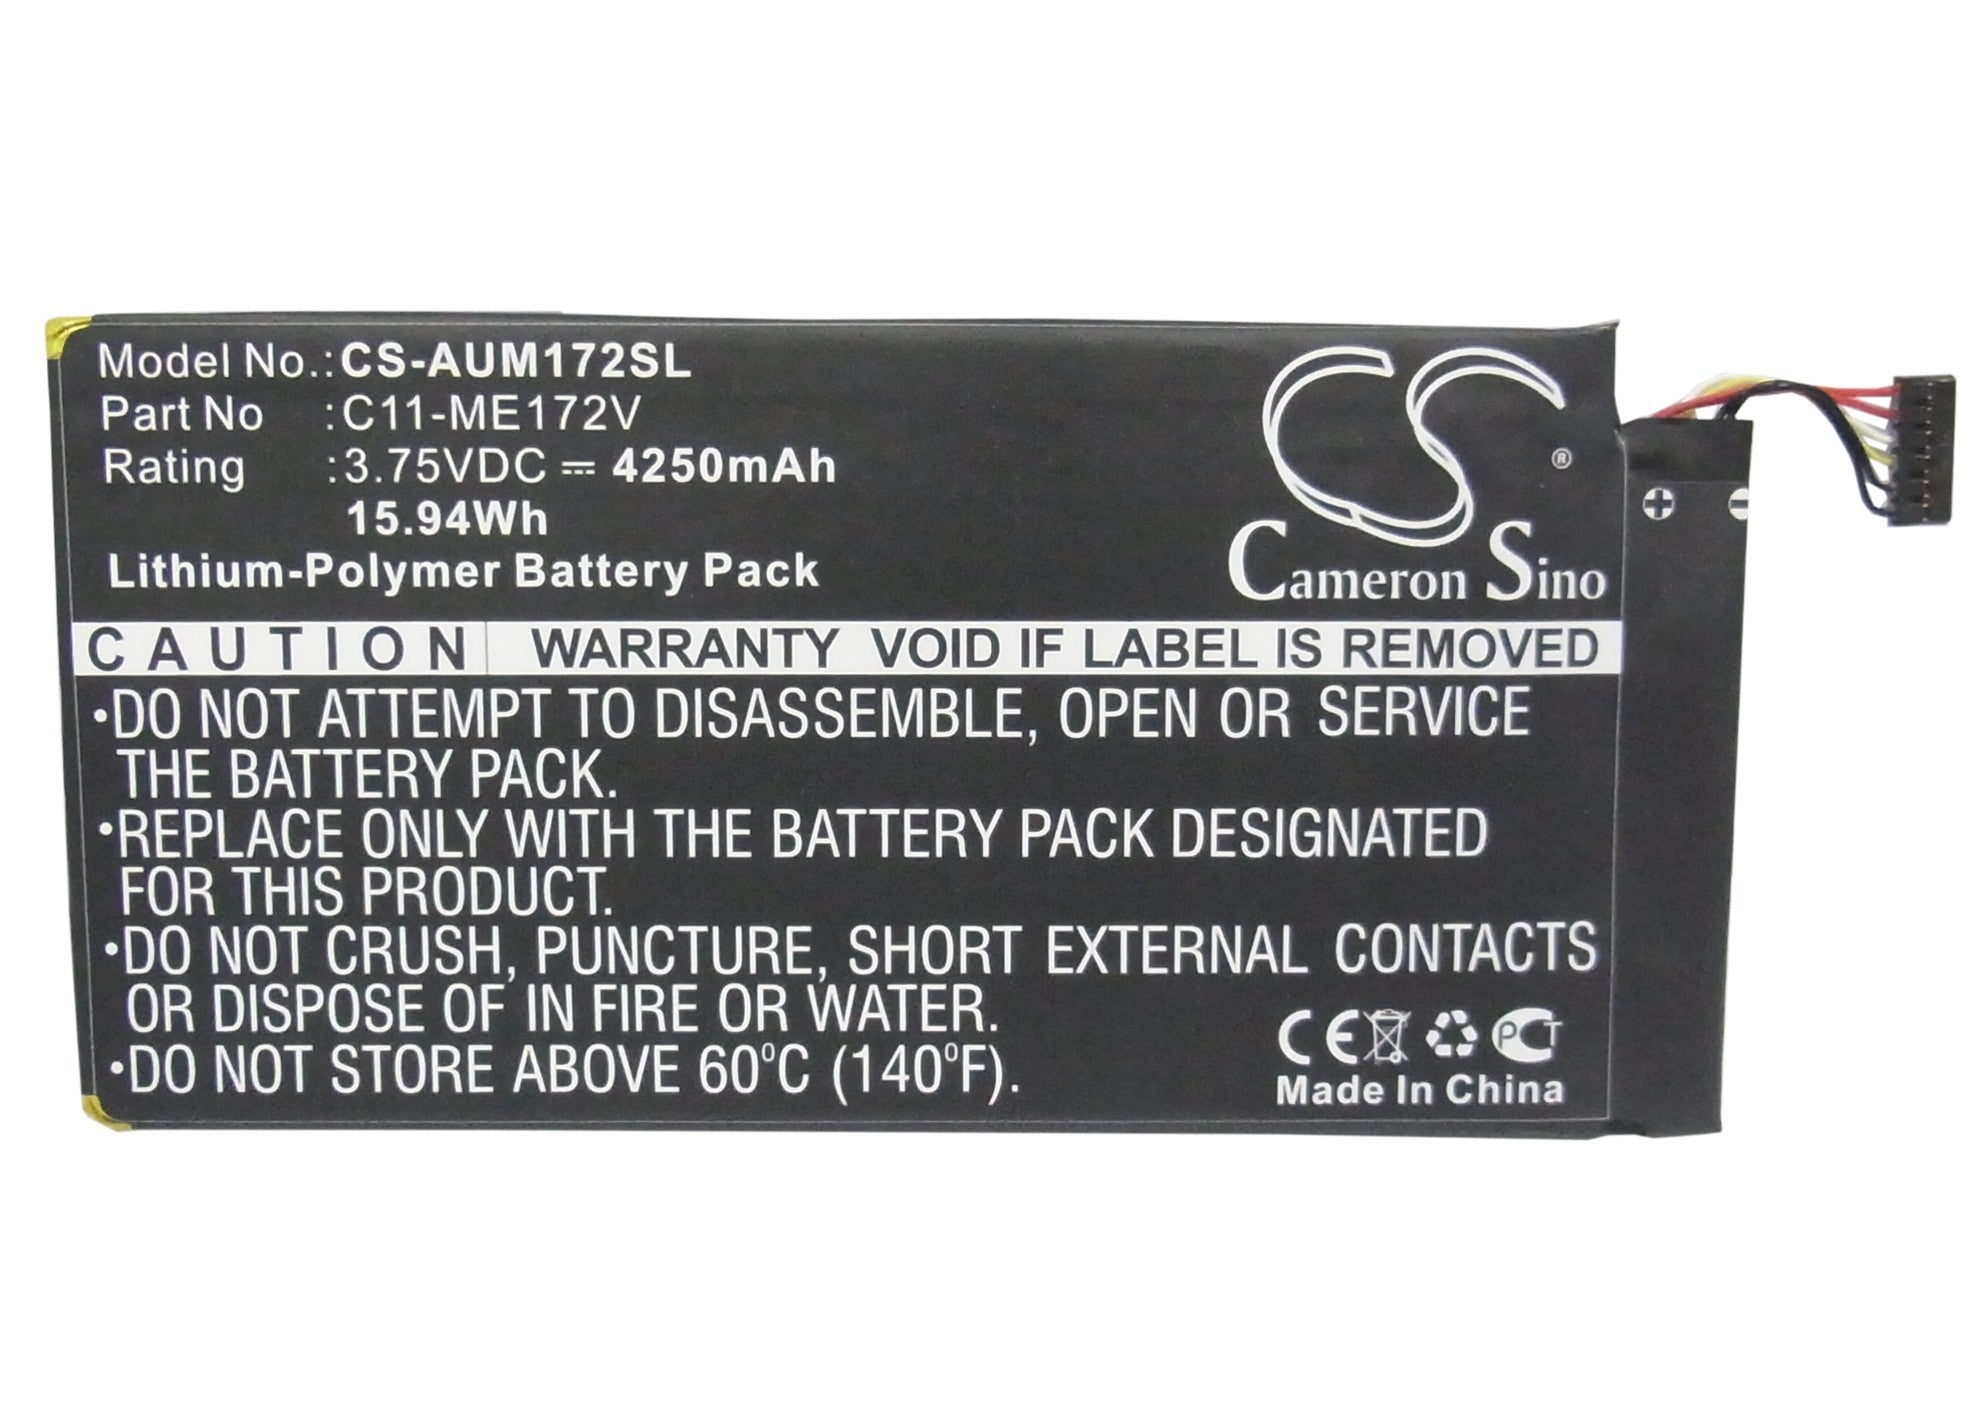 Model No.: CS-AUM172SL
Part No : C11-ME172V
Rating : 3.75VDC ⎓ 4250mAh
15.94Wh
Lithium-Polymer Battery Pack
CS
®
Cameron Sino
+ −
CAUTION WARRANTY VOID IF LABEL IS REMOVED
•DO NOT ATTEMPT TO DISASSEMBLE, OPEN OR SERVICE
THE BATTERY PACK.
•REPLACE ONLY WITH THE BATTERY PACK DESIGNATED
FOR THIS PRODUCT.
•DO NOT CRUSH, PUNCTURE, SHORT EXTERNAL CONTACTS
OR DISPOSE OF IN FIRE OR WATER.
•DO NOT STORE ABOVE 60°C (140°F).
CE PCT
Made In China